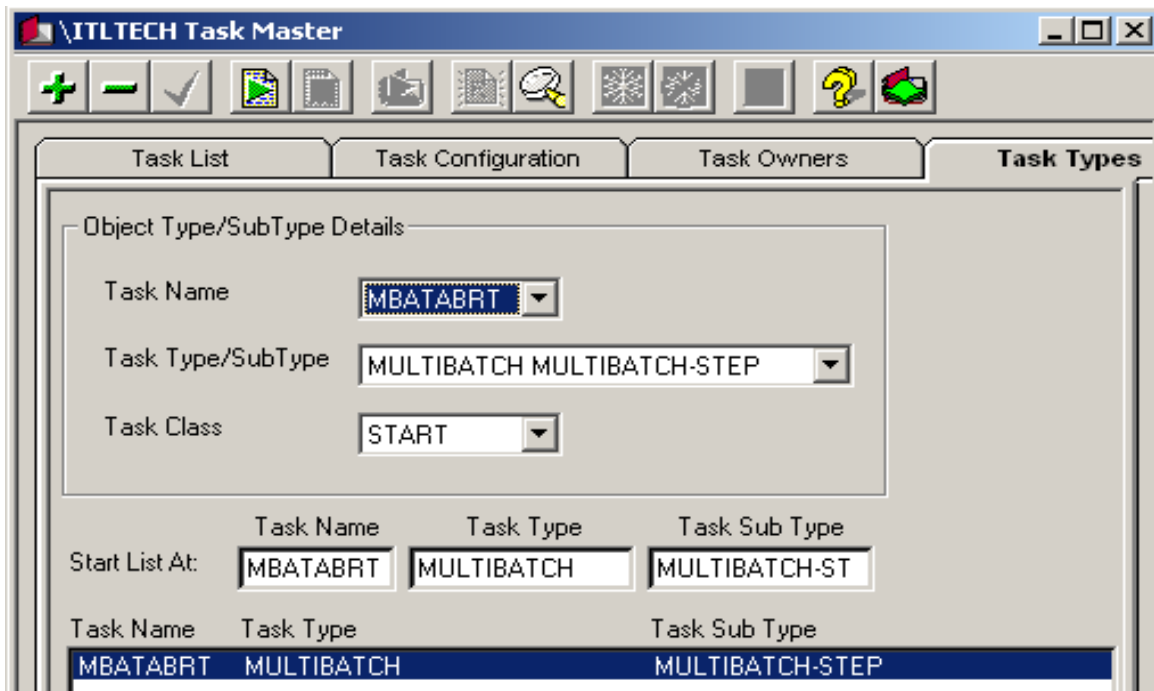 \ITLTECH Task Master
Task List Task Configuration Task Owners Task Types
Object Type/SubType Details
Task Name MBATABRT
Task Type/SubType MULTIBATCH MULTIBATCH-STEP
Task Class START
Task Name Task Type Task Sub Type
Start List At: MBATABRT MULTIBATCH MULTIBATCH-ST
Task Name Task Type Task Sub Type
MBATABRT MULTIBATCH MULTIBATCH-STEP